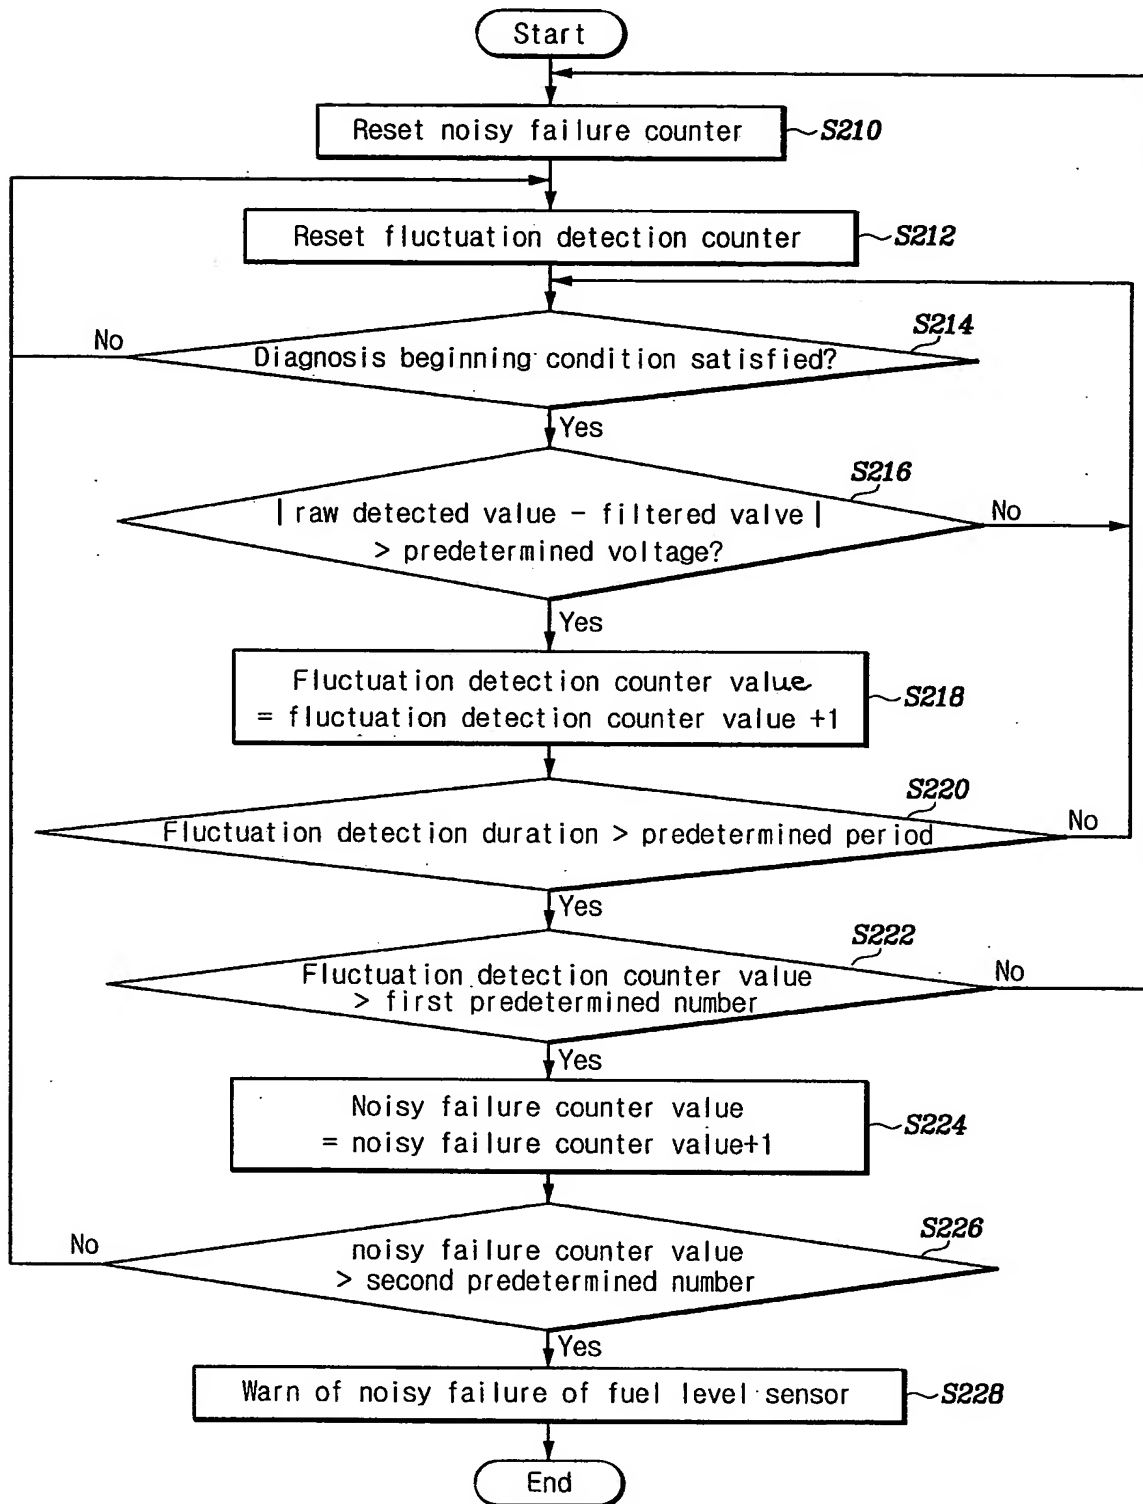 Start
Reset noisy failure counter
S210
Reset fluctuation detection counter
S212
No
S214
Diagnosis beginning condition satisfied?
Yes
S216
| raw detected value - filtered valve |
> predetermined voltage?
No
Yes
Fluctuation detection counter value
= fluctuation detection counter value +1
S218
S220
Fluctuation detection duration > predetermined period
No
Yes
S222
Fluctuation detection counter value
> first predetermined number
No
Yes
Noisy failure counter value
= noisy failure counter value+1
S224
S226
No
noisy failure counter value
> second predetermined number
Yes
Warn of noisy failure of fuel level sensor
S228
End